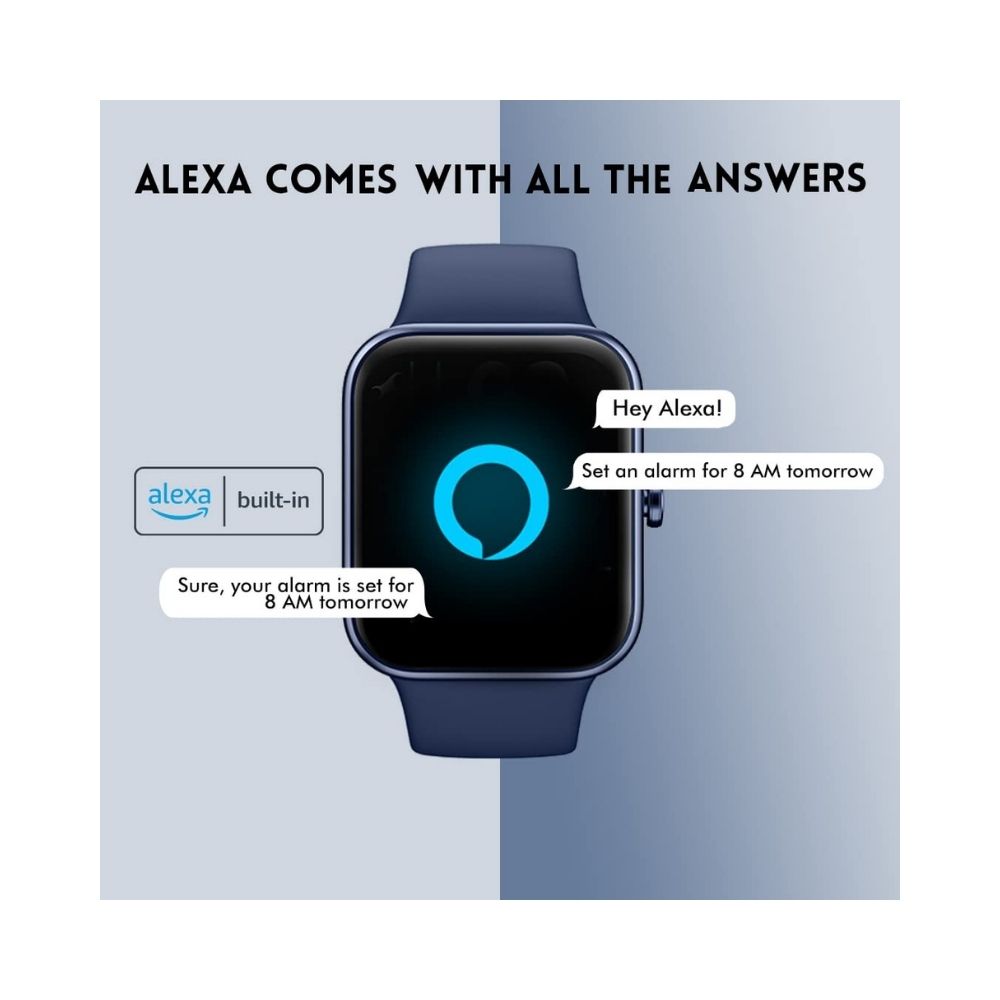 ALEXA COMES WITH ALL THE ANSWERS
Hey Alexa!
Set an alarm for 8 AM tomorrow
alexa built-in
Sure, your alarm is set for
8 AM tomorrow